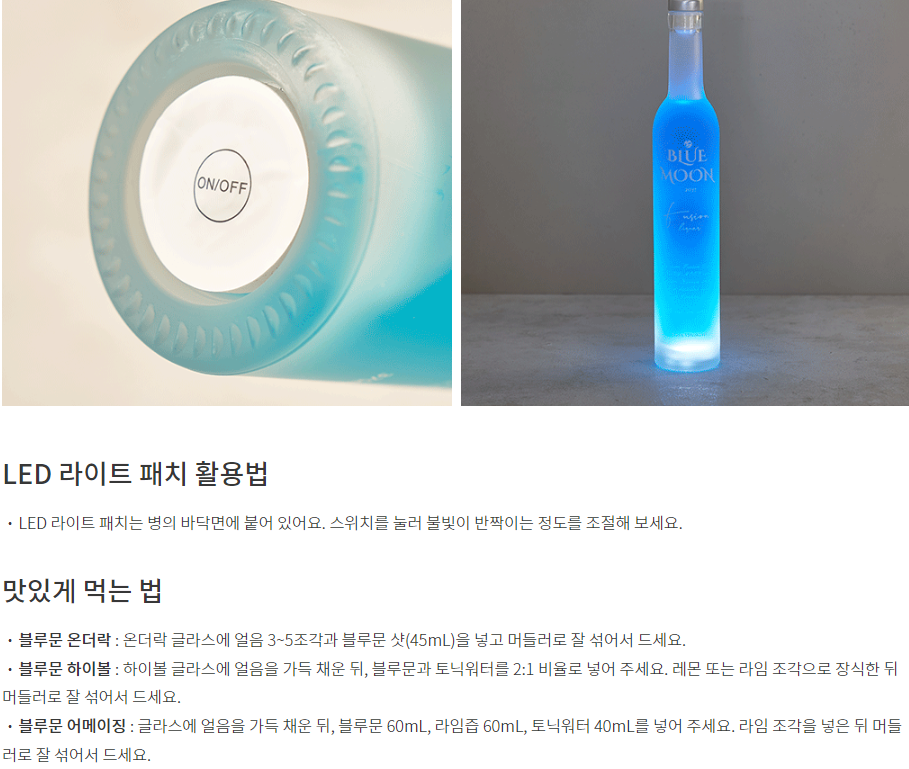 ON/OFF
BLUE
MOON
Fusion
liqueur
LED 라이트 패치 활용법
・LED 라이트 패치는 병의 바닥면에 붙어 있어요. 스위치를 눌러 불빛이 반짝이는 정도를 조절해 보세요.
맛있게 먹는 법
・블루문 온더락 : 온더락 글라스에 얼음 3~5조각과 블루문 샷(45mL)을 넣고 머들러로 잘 섞어서 드세요.
・블루문 하이볼 : 하이볼 글라스에 얼음을 가득 채운 뒤, 블루문과 토닉워터를 2:1 비율로 넣어 주세요. 레몬 또는 라임 조각으로 장식한 뒤
머들러로 잘 섞어서 드세요.
・블루문 어메이징 : 글라스에 얼음을 가득 채운 뒤, 블루문 60mL, 라임즙 60mL, 토닉워터 40mL를 넣어 주세요. 라임 조각을 넣은 뒤 머들
러로 잘 섞어서 드세요.